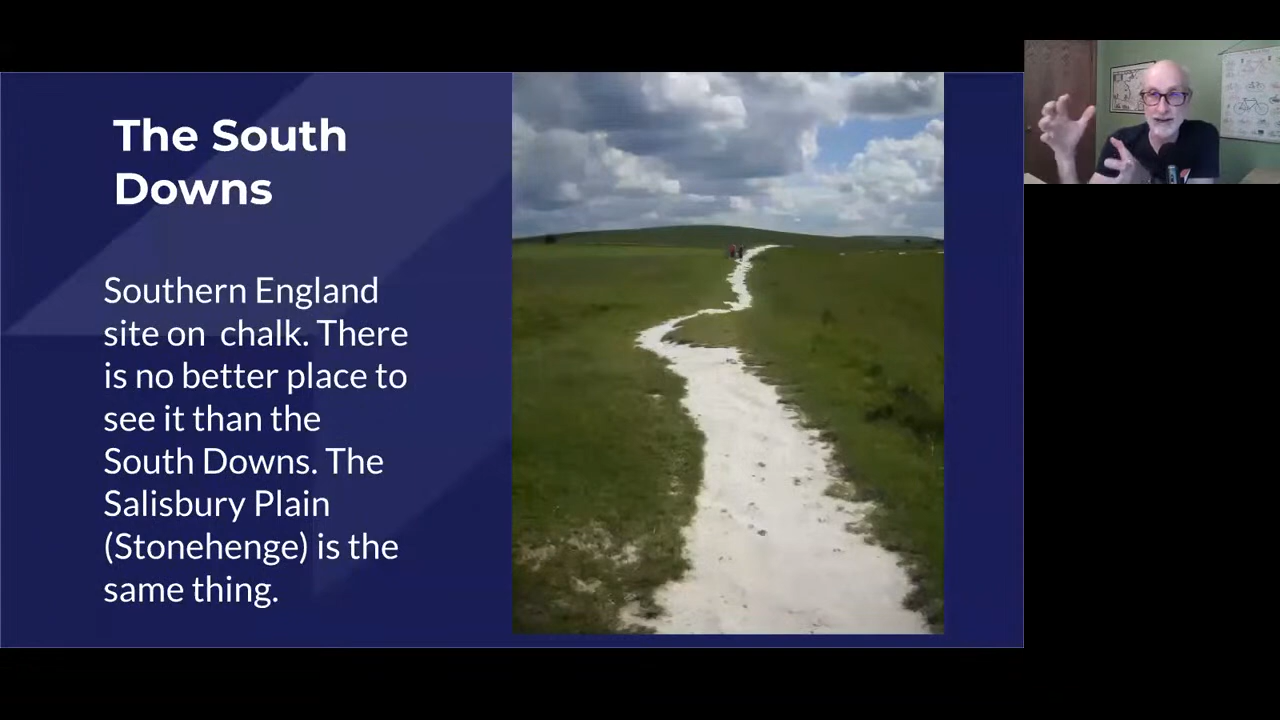 The South
Downs
Southern England
site on  chalk. There
is no better place to
see it than the
South Downs. The
Salisbury Plain
(Stonehenge) is the
same thing.